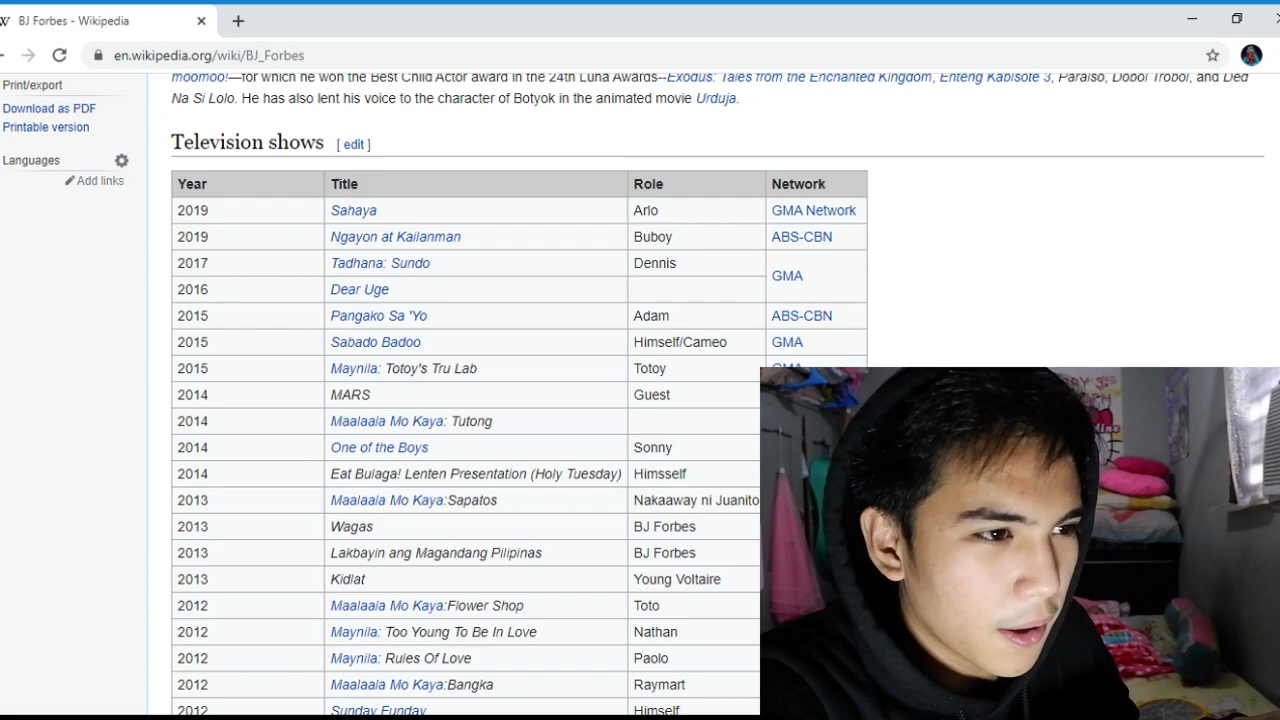 BJ Forbes - Wikipedia
en.wikipedia.org/wiki/BJ_Forbes
Print/export
Download as PDF
Printable version
Languages
Add links
moomoo!—for which he won the Best Child Actor award in the 24th Luna Awards--Exodus: Tales from the Enchanted Kingdom, Enteng Kabisote 3, Paraiso, Dobol Trobol, and Ded
Na Si Lolo. He has also lent his voice to the character of Botyok in the animated movie Urduja.
Television shows [ edit ]
Year Title Role Network
2019 Sahaya Arlo GMA Network
2019 Ngayon at Kailanman Buboy ABS-CBN
2017 Tadhana: Sundo Dennis GMA
2016 Dear Uge
2015 Pangako Sa 'Yo Adam ABS-CBN
2015 Sabado Badoo Himself/Cameo GMA
2015 Maynila: Totoy's Tru Lab Totoy GMA
2014 MARS Guest
2014 Maalaala Mo Kaya: Tutong
2014 One of the Boys Sonny
2014 Eat Bulaga! Lenten Presentation (Holy Tuesday) Himsself
2013 Maalaala Mo Kaya:Sapatos Nakaaway ni Juanito
2013 Wagas BJ Forbes
2013 Lakbayin ang Magandang Pilipinas BJ Forbes
2013 Kidlat Young Voltaire
2012 Maalaala Mo Kaya:Flower Shop Toto
2012 Maynila: Too Young To Be In Love Nathan
2012 Maynila: Rules Of Love Paolo
2012 Maalaala Mo Kaya:Bangka Raymart
2012 Sunday Funday Himself